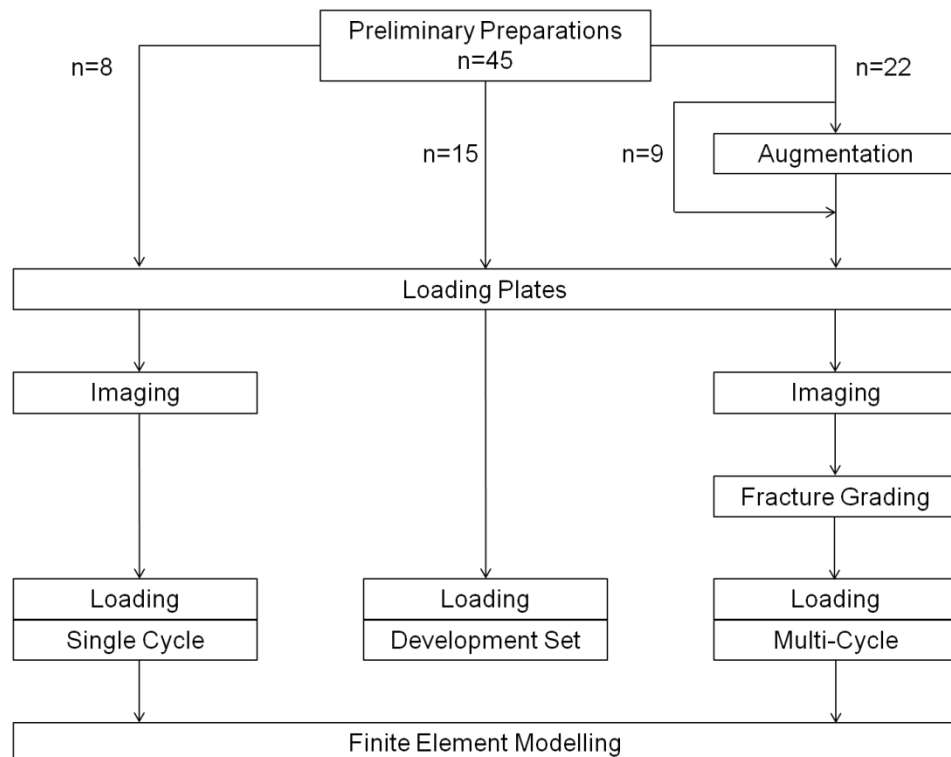 Preliminary Preparations
n=45
n=8
n=22
n=15
n=9
Augmentation
Loading Plates
Imaging
Imaging
Fracture Grading
Loading
Loading
Loading
Single Cycle
Development Set
Multi-Cycle
Finite Element Modelling